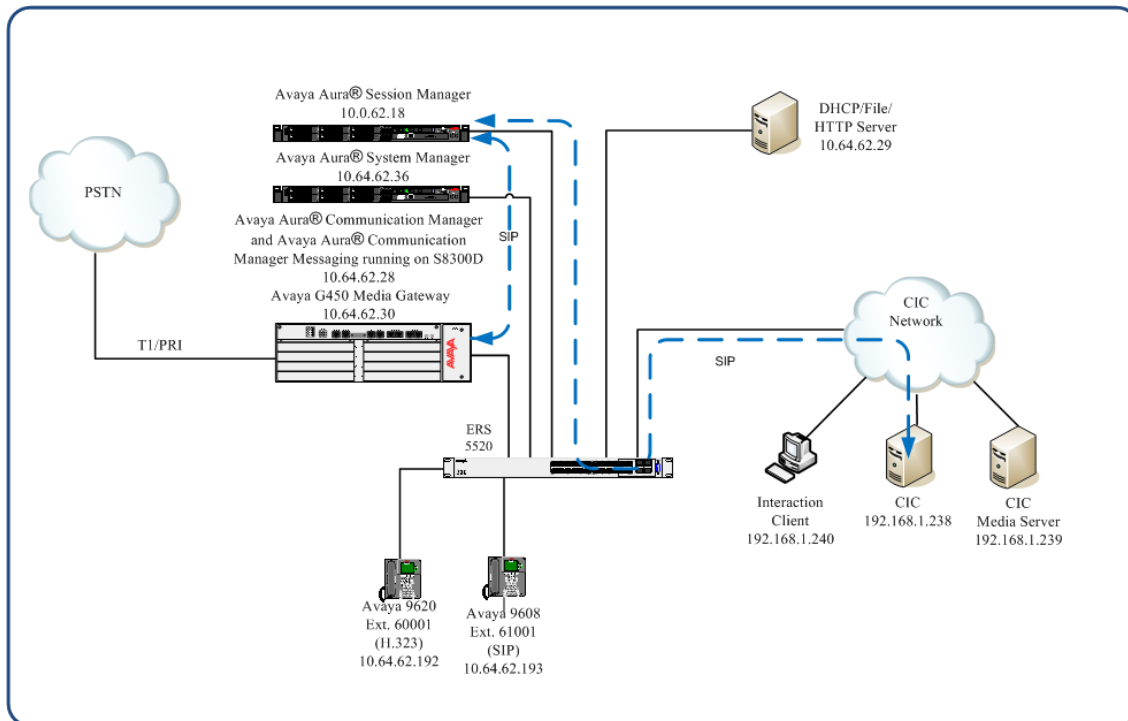 Avaya Aura® Session Manager
10.0.62.18
Avaya Aura® System Manager
10.64.62.36
Avaya Aura® Communication Manager
and Avaya Aura® Communication
Manager Messaging running on S8300D
10.64.62.28
Avaya G450 Media Gateway
10.64.62.30
AVAYA
PSTN
T1/PRI
SIP
DHCP/File/
HTTP Server
10.64.62.29
CIC
Network
SIP
ERS
5520
Interaction
Client
192.168.1.240
CIC
192.168.1.238
CIC
Media Server
192.168.1.239
Avaya 9620
Ext. 60001
(H.323)
10.64.62.192
Avaya 9608
Ext. 61001
(SIP)
10.64.62.193